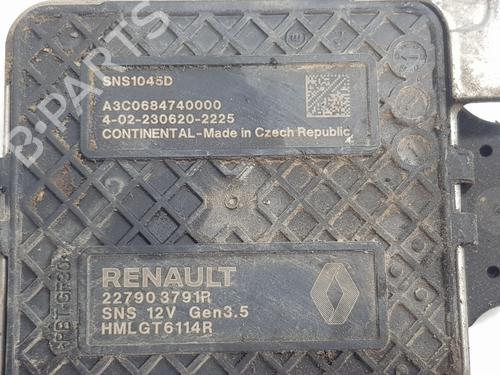 SNS1045D
A3C0684740000
4-02-230620-2225
CONTINENTAL-Made in Czech Republic
B-PARTS
RENAULT
227903791R
SNS 12V Gen3.5
HMLGT6114R